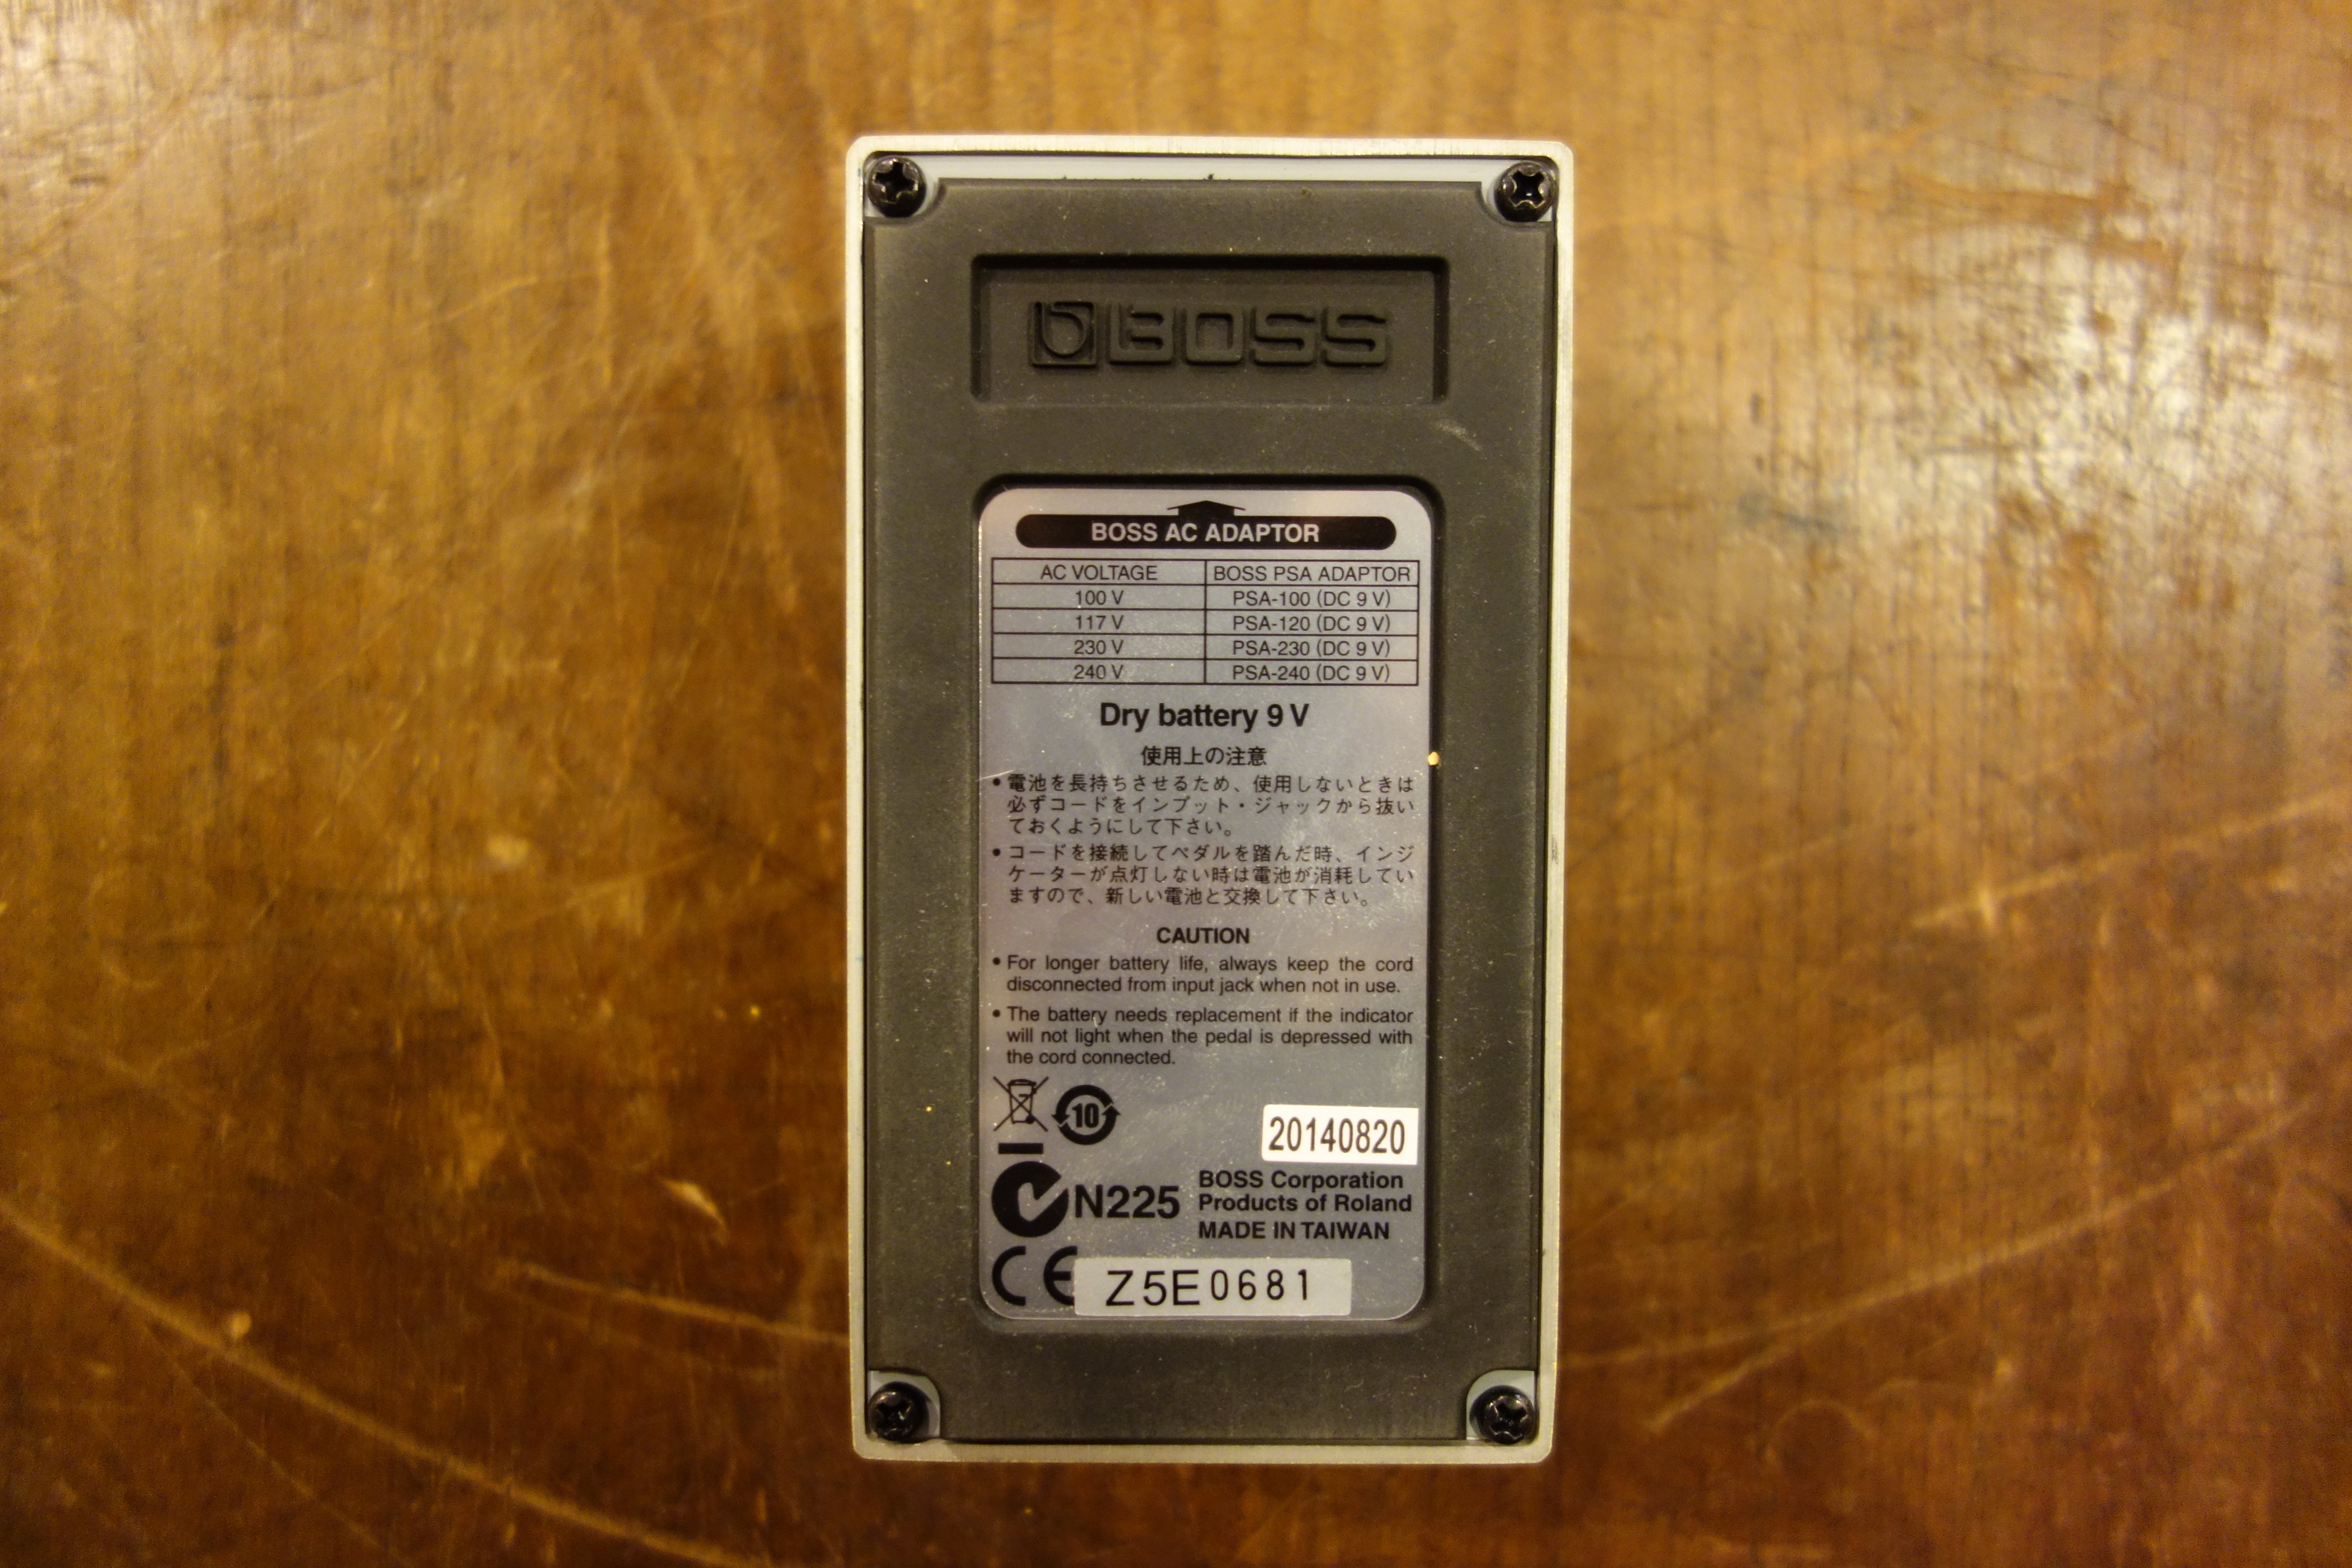 BOSS
BOSS AC ADAPTOR
AC VOLTAGE BOSS PSA ADAPTOR
100 V PSA-100 (DC 9 V)
117 V PSA-120 (DC 9 V)
230 V PSA-230 (DC 9 V)
240 V PSA-240 (DC 9 V)
Dry battery 9 V
使用上の注意
• 電池を長持ちさせるため、使用しないときは
必ずコードをインプット・ジャックから抜い
ておくようにして下さい。
• コードを接続してペダルを踏んだ時、インジ
ケーターが点灯しない時は電池が消耗してい
ますので、新しい電池と交換して下さい。
CAUTION
• For longer battery life, always keep the cord
disconnected from input jack when not in use.
• The battery needs replacement if the indicator
will not light when the pedal is depressed with
the cord connected.
10
20140820
N225
BOSS Corporation
Products of Roland
MADE IN TAIWAN
CE
Z5E0681